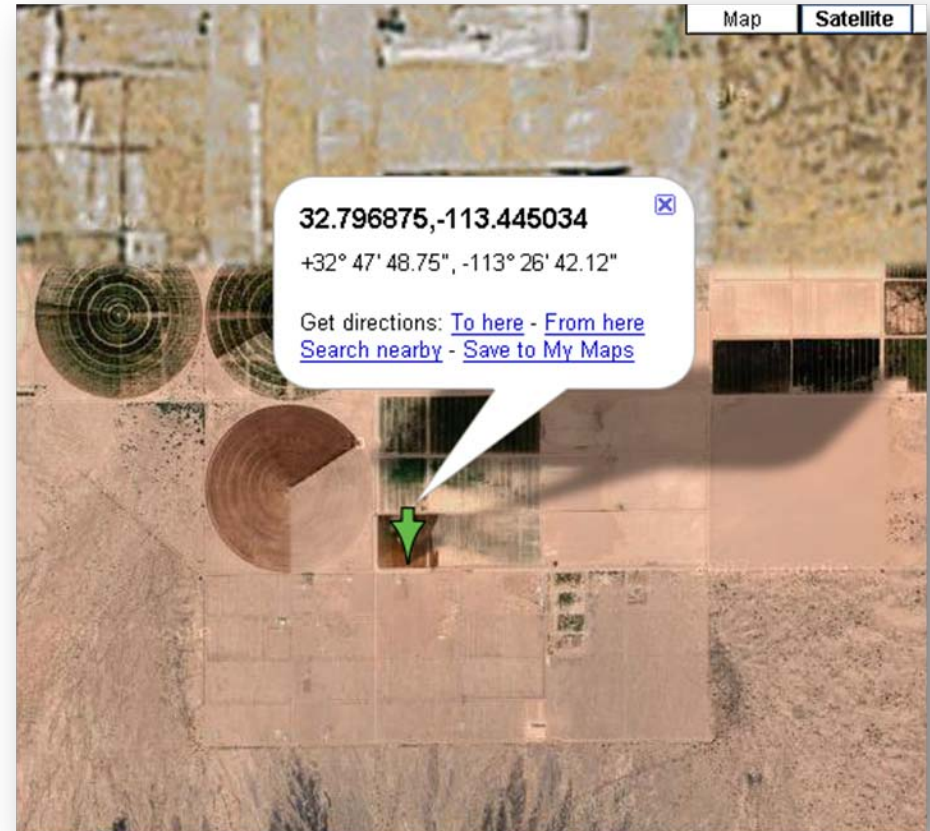 Map Satellite
32.796875,-113.445034
+32° 47' 48.75", -113° 26' 42.12"
Get directions: To here - From here
Search nearby - Save to My Maps